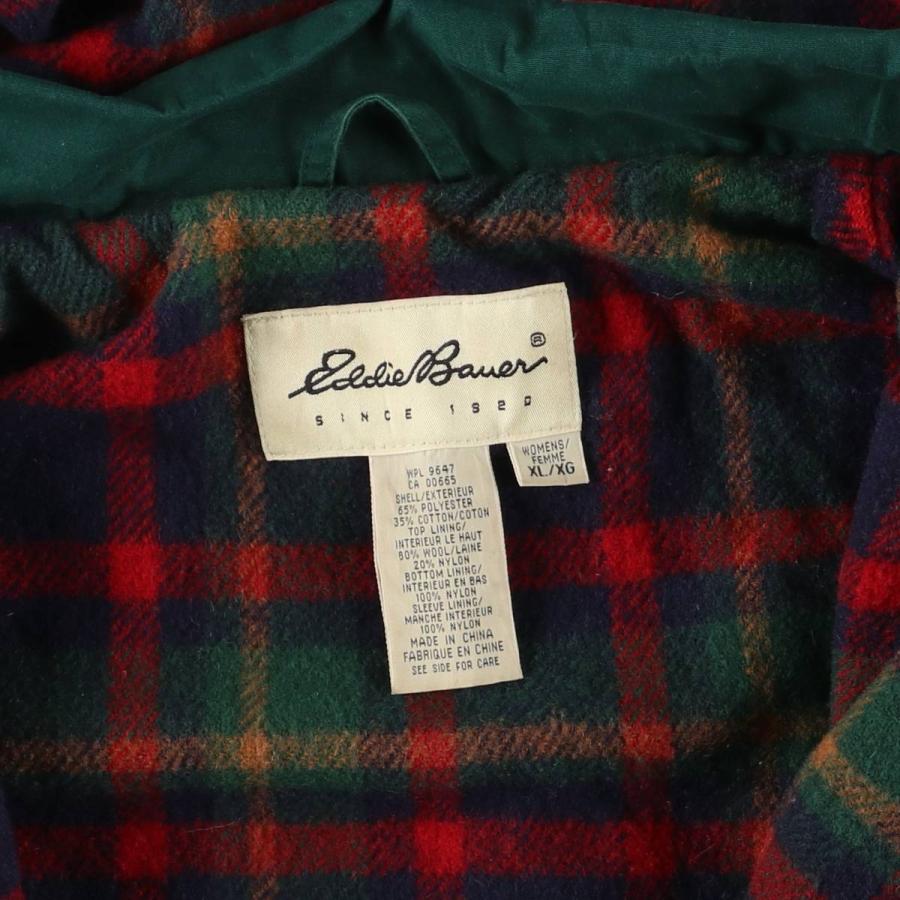 Eddie Bauer ®
SINCE 1920
WOMENS/
FEMME
XL/XG
WPL 9647
CA 00665
SHELL/EXTERIEUR
65% POLYESTER
35% COTTON/COTON
TOP LINING/
INTERIEUR LE HAUT
80% WOOL/LAINE
20% NYLON
BOTTOM LINING/
INTERIEUR EN BAS
100% NYLON
SLEEVE LINING/
MANCHE INTERIEUR
100% NYLON
MADE IN CHINA
FABRIQUE EN CHINE
SEE SIDE FOR CARE